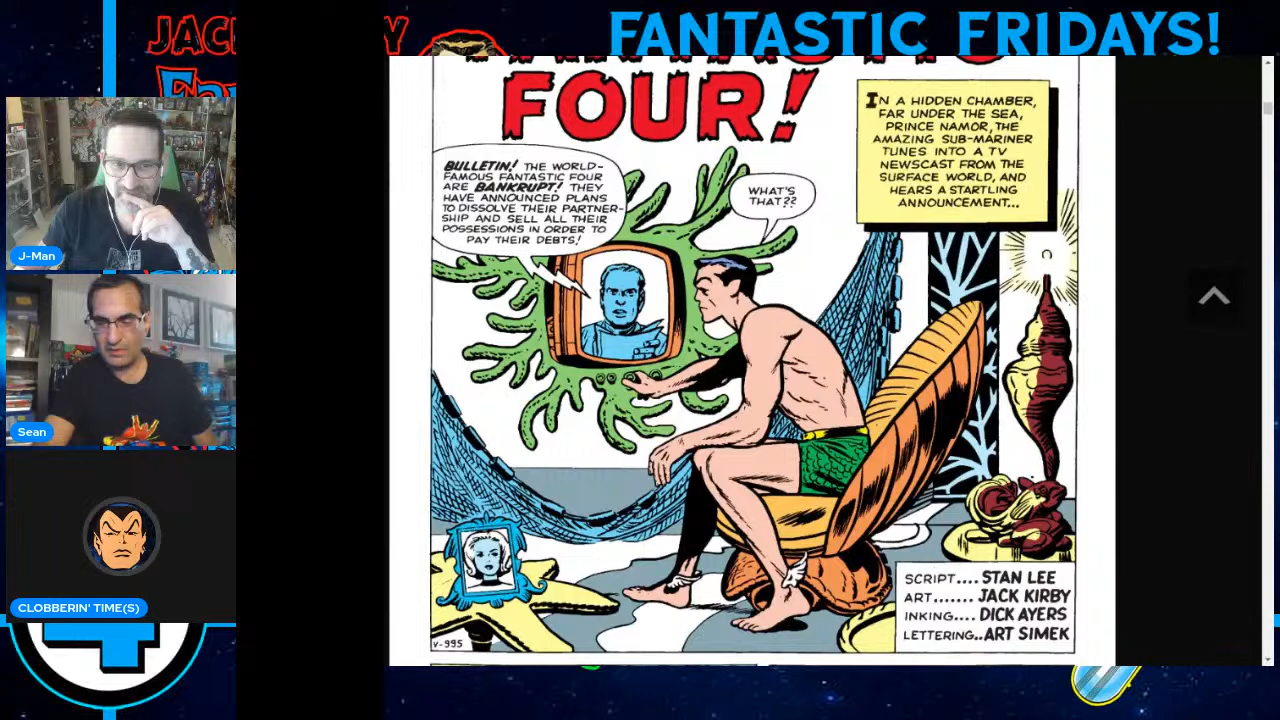 FANTASTIC FRIDAYS!
FOUR!
IN A HIDDEN CHAMBER,
FAR UNDER THE SEA,
PRINCE NAMOR, THE
AMAZING SUB-MARINER
TUNES INTO A TV
NEWSCAST FROM THE
SURFACE WORLD, AND
HEARS A STARTLING
ANNOUNCEMENT...
BULLETIN! THE WORLD-
FAMOUS FANTASTIC FOUR
ARE BANKRUPT! THEY
HAVE ANNOUNCED PLANS
TO DISSOLVE THEIR PARTNER-
SHIP AND SELL ALL THEIR
POSSESSIONS IN ORDER TO
PAY THEIR DEBTS!
WHAT'S
THAT??
J-Man
Sean
CLOBBERIN' TIME(S)
SCRIPT.... STAN LEE
ART....... JACK KIRBY
INKING.... DICK AYERS
LETTERING..ART SIMEK
V-995